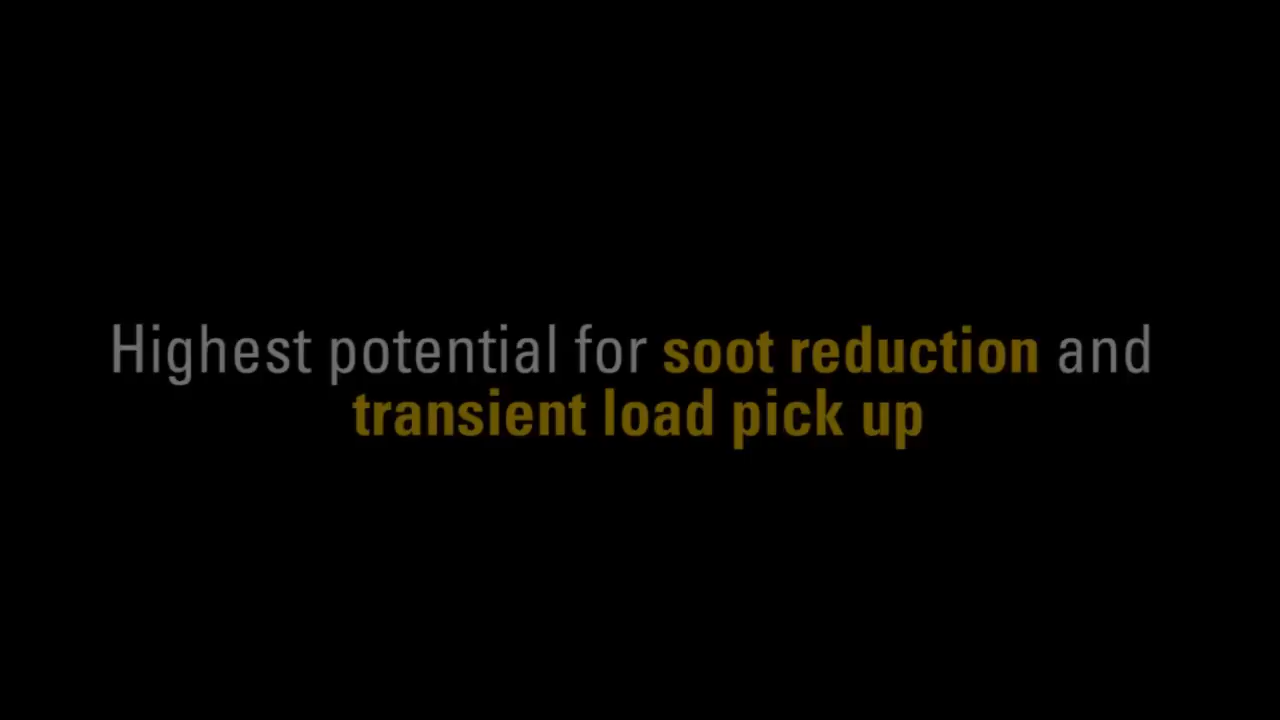 Highest potential for soot reduction and
transient load pick up